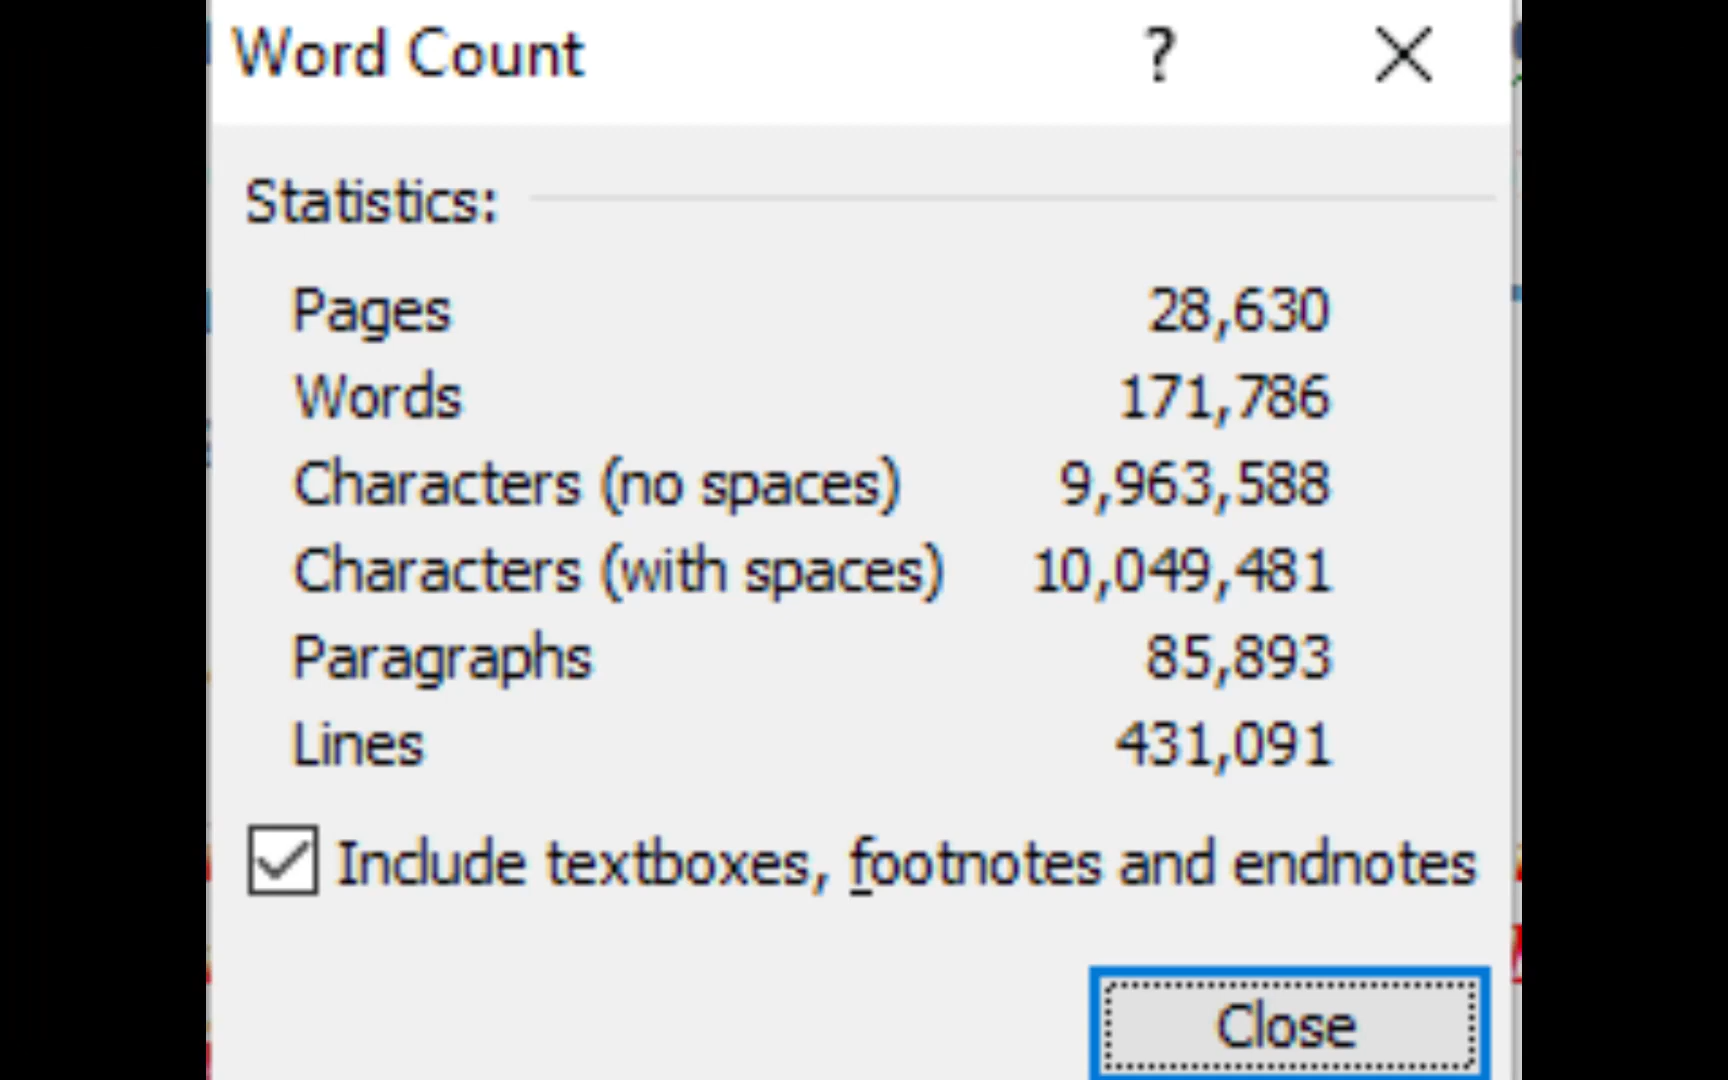 Word Count ? X
Statistics:
Pages 28,630
Words 171,786
Characters (no spaces) 9,963,588
Characters (with spaces) 10,049,481
Paragraphs 85,893
Lines 431,091
Include textboxes, footnotes and endnotes
Close